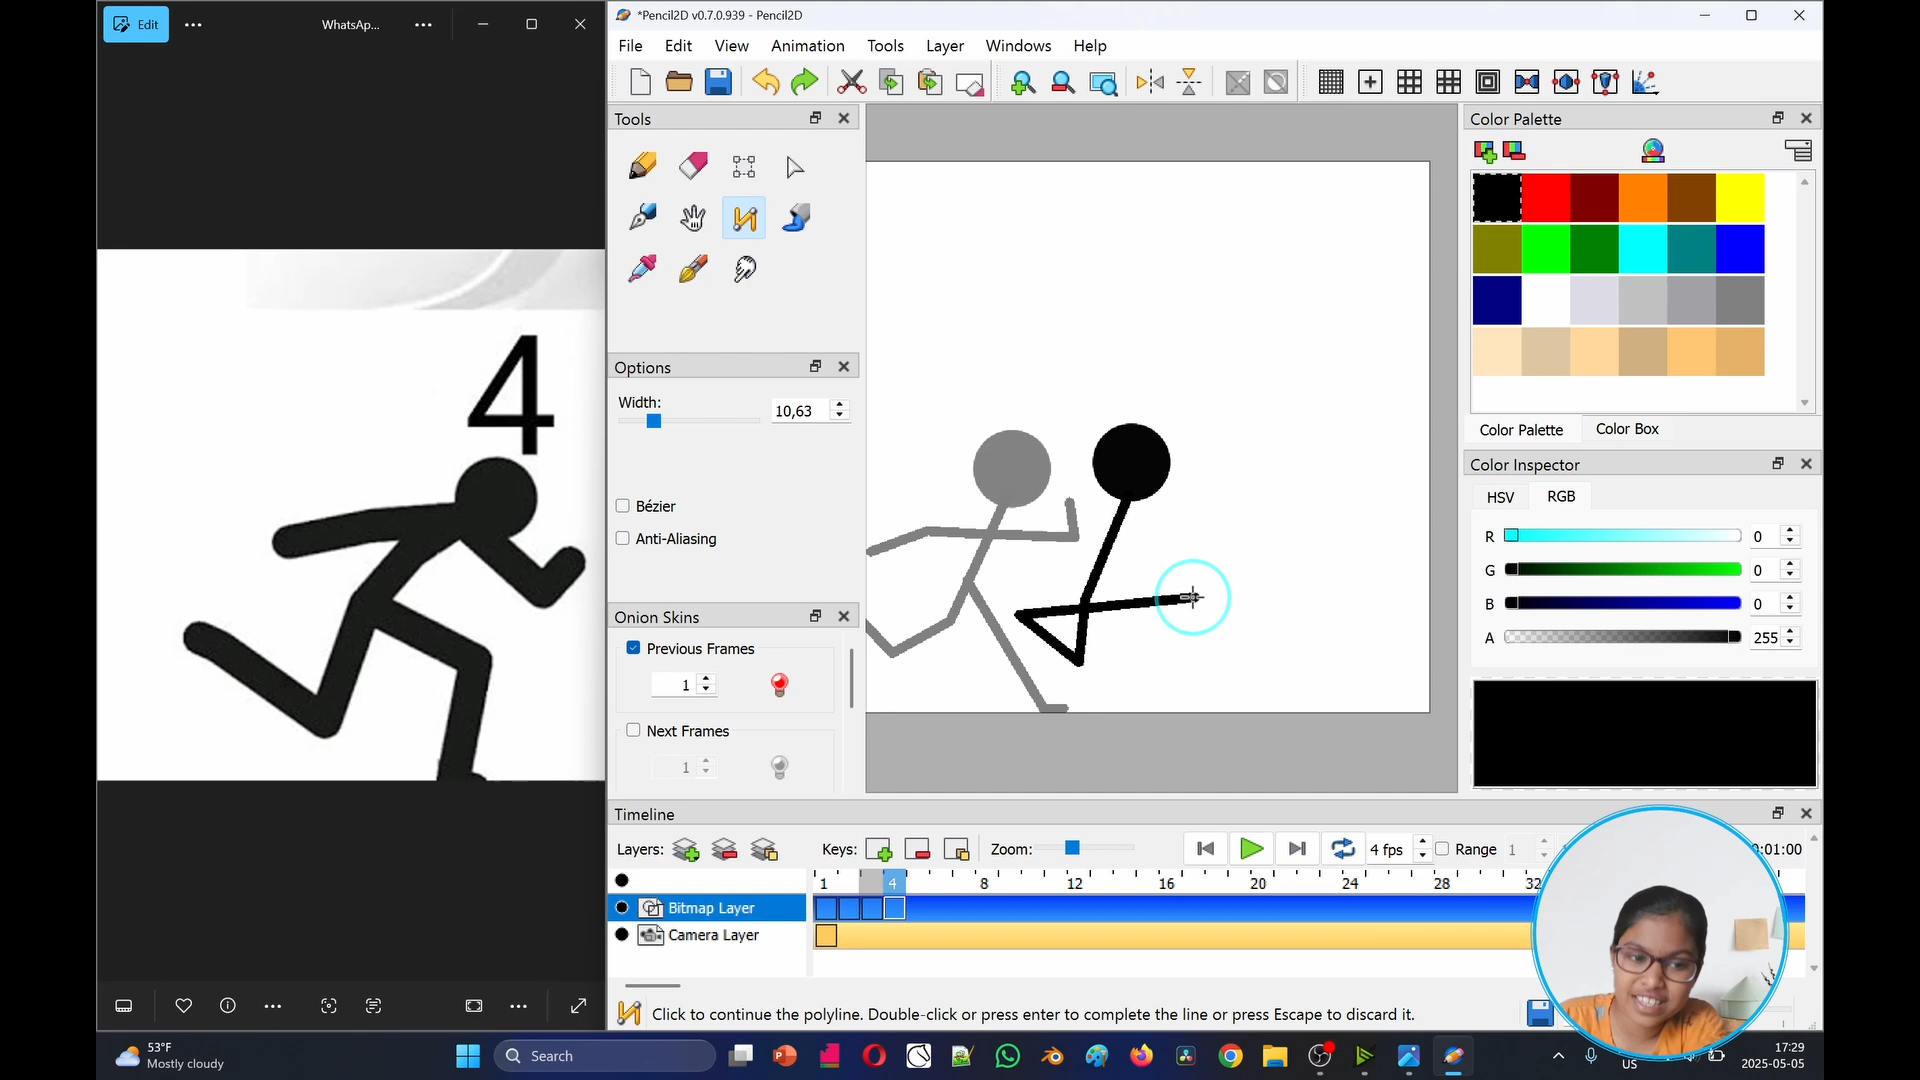 Edit
WhatsAp...
4
*Pencil2D v0.7.0.939 - Pencil2D
File Edit View Animation Tools Layer Windows Help
Tools
Options
Width:
10,63
Bézier
Anti-Aliasing
Onion Skins
Previous Frames
1
Next Frames
1
Color Palette
Color Palette
Color Box
Color Inspector
HSV
RGB
R 0
G 0
B 0
A 255
Timeline
Layers:
Keys:
Zoom:
4 fps
Range
1
0:01:00
1 4 8 12 16 20 24 28 32
Bitmap Layer
Camera Layer
Click to continue the polyline. Double-click or press enter to complete the line or press Escape to discard it.
53°F
Mostly cloudy
Search
US
17:29
2025-05-05